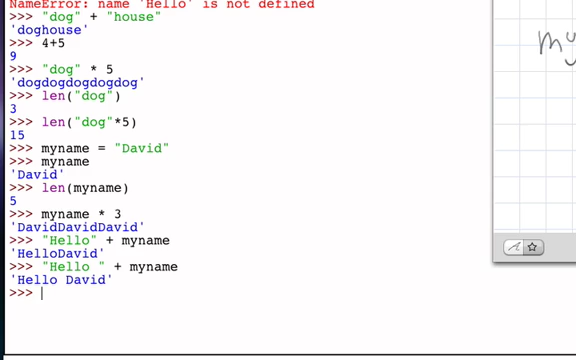 NameError: name 'Hello' is not defined
>>> "dog" + "house"
'doghouse'
>>> 4+5
9
>>> "dog" * 5
'dogdogdogdogdog'
>>> len("dog")
3
>>> len("dog"*5)
15
>>> myname = "David"
>>> myname
'David'
>>> len(myname)
5
>>> myname * 3
'DavidDavidDavid'
>>> "Hello" + myname
'HelloDavid'
>>> "Hello " + myname
'Hello David'
>>>
my